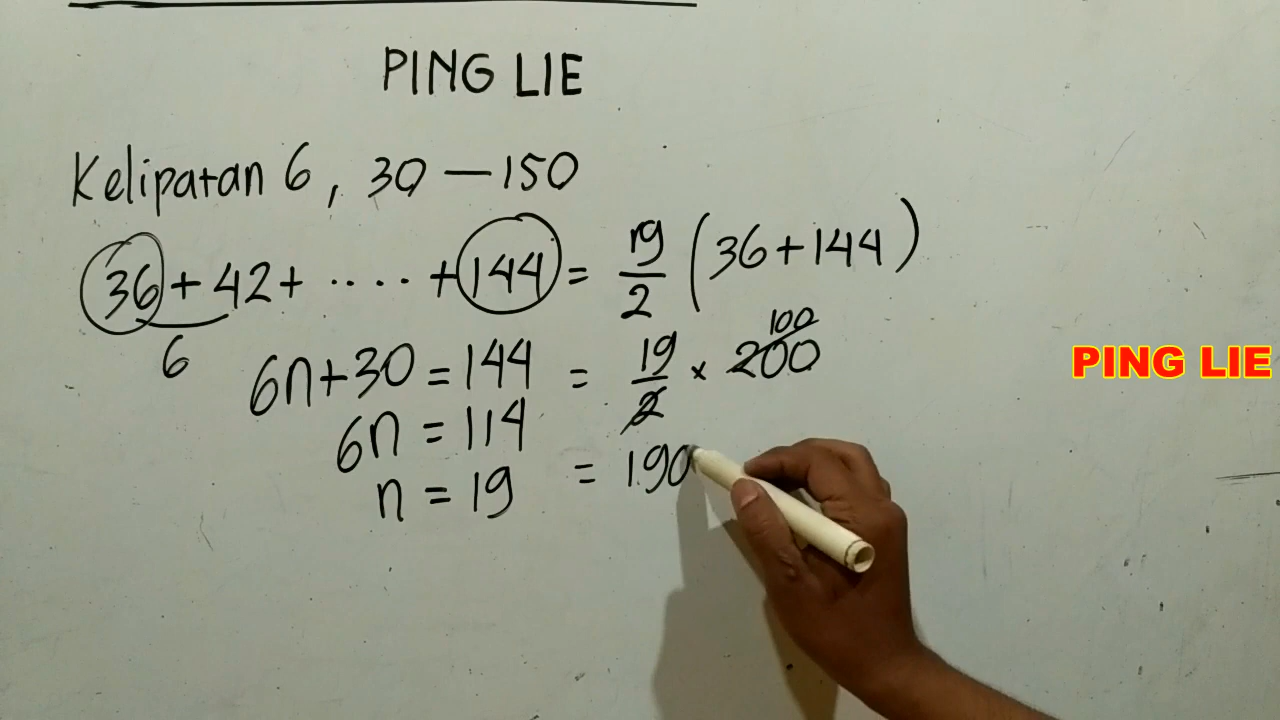 PING LIE
Kelipatan 6, 30 — 150
36 + 42 + ..... + 144 = 19/2 (36 + 144)
6
6n + 30 = 144 = 19/2 × 200 100
6n = 114
n = 19 = 190
PING LIE